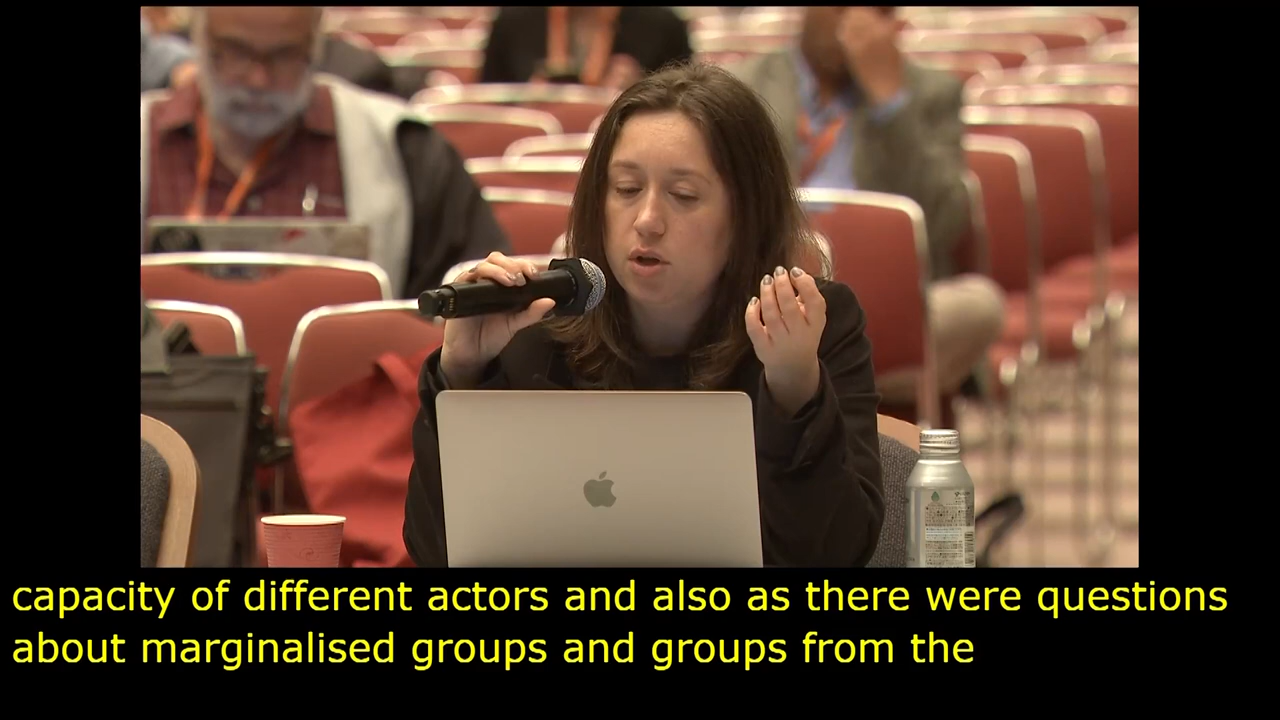 capacity of different actors and also as there were questions
about marginalised groups and groups from the